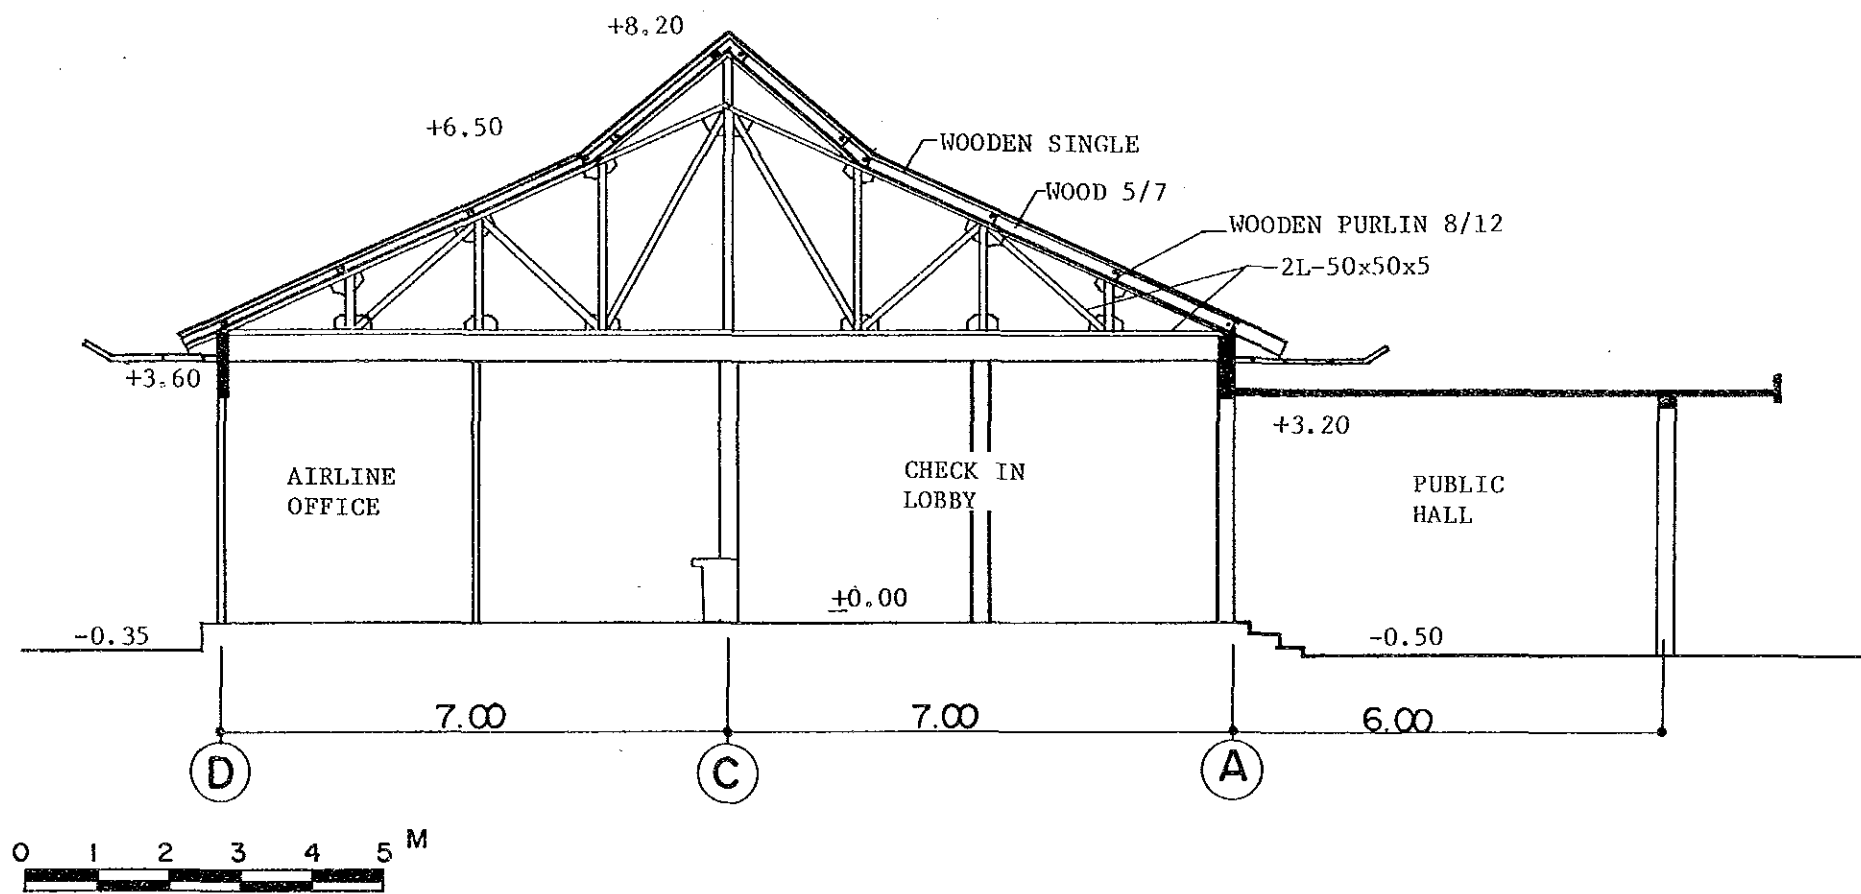 +8.20
+6.50
WOODEN SINGLE
WOOD 5/7
WOODEN PURLIN 8/12
2L-50x50x5
+3.60
+3.20
AIRLINE
OFFICE
CHECK IN
LOBBY
PUBLIC
HALL
±0.00
-0.35
-0.50
7.00
7.00
6.00
D
C
A
0 1 2 3 4 5 M